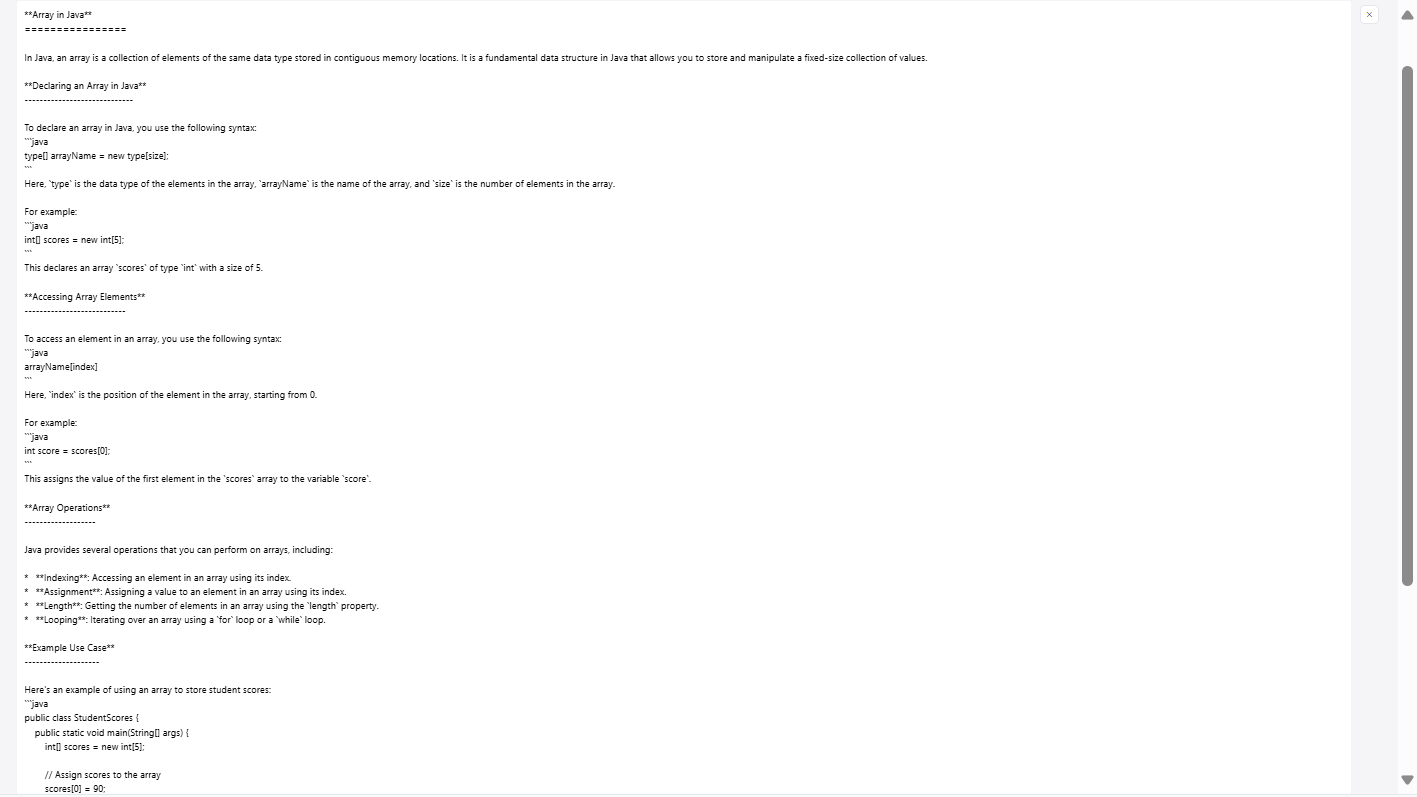 **Array in Java**
================
In Java, an array is a collection of elements of the same data type stored in contiguous memory locations. It is a fundamental data structure in Java that allows you to store and manipulate a fixed-size collection of values.
**Declaring an Array in Java**
-----------------------------
To declare an array in Java, you use the following syntax:
```java
type[] arrayName = new type[size];
```
Here, `type` is the data type of the elements in the array, `arrayName` is the name of the array, and `size` is the number of elements in the array.
For example:
```java
int[] scores = new int[5];
```
This declares an array `scores` of type `int` with a size of 5.
**Accessing Array Elements**
---------------------------
To access an element in an array, you use the following syntax:
```java
arrayName[index]
```
Here, `index` is the position of the element in the array, starting from 0.
For example:
```java
int score = scores[0];
```
This assigns the value of the first element in the `scores` array to the variable `score`.
**Array Operations**
-------------------
Java provides several operations that you can perform on arrays, including:
*   **Indexing**: Accessing an element in an array using its index.
*   **Assignment**: Assigning a value to an element in an array using its index.
*   **Length**: Getting the number of elements in an array using the `length` property.
*   **Looping**: Iterating over an array using a `for` loop or a `while` loop.
**Example Use Case**
--------------------
Here's an example of using an array to store student scores:
```java
public class StudentScores {
    public static void main(String[] args) {
        int[] scores = new int[5];
        // Assign scores to the array
        scores[0] = 90;